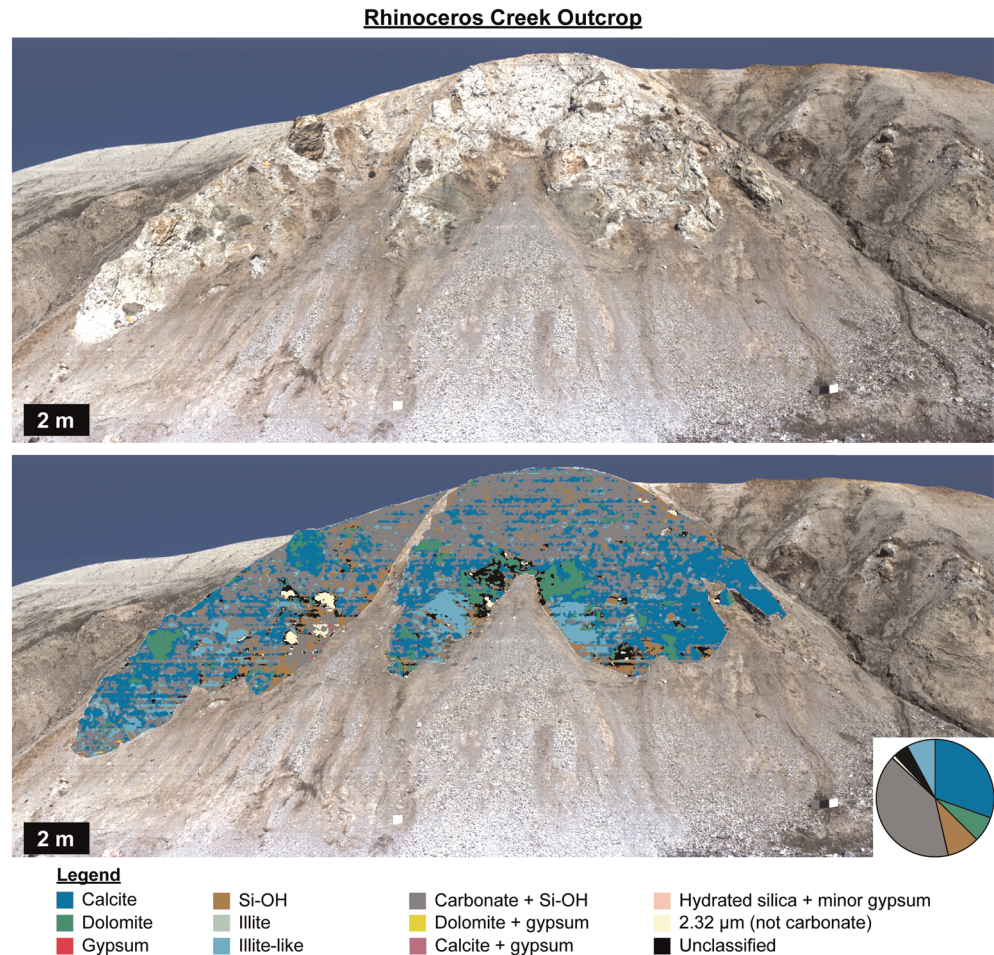 Rhinoceros Creek Outcrop
2 m
2 m
Legend
Calcite
Dolomite
Gypsum
Si-OH
Illite
Illite-like
Carbonate + Si-OH
Dolomite + gypsum
Calcite + gypsum
Hydrated silica + minor gypsum
2.32 µm (not carbonate)
Unclassified